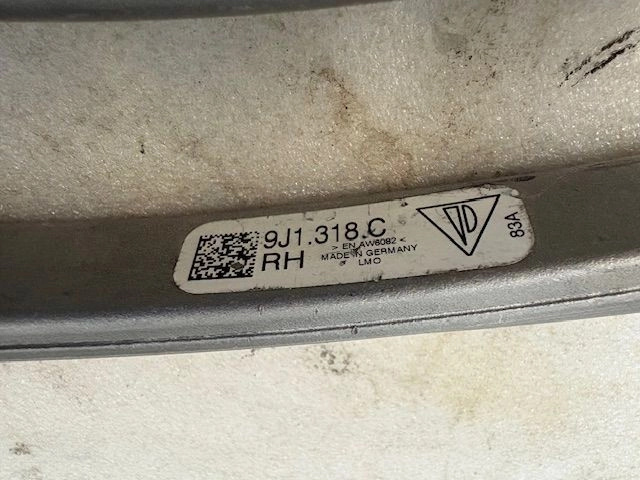 9J1.318.C
RH
> EN AW6082 <
MADE IN GERMANY
LMO
83A